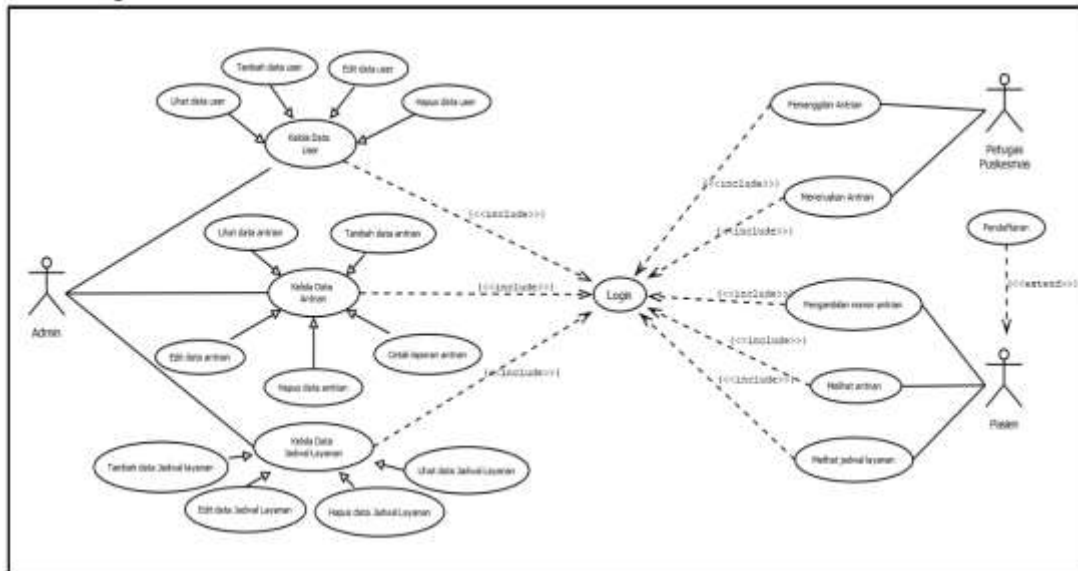 Tambah data user
Edit data user
Lihat data user
Hapus data user
Kelola Data
User
Lihat data antrian
Tambah data antrian
Kelola Data
Antrian
Edit data antrian
Hapus data antrian
Cetak layanan antrian
Kelola Data
Jadwal Layanan
Tambah data Jadwal layanan
Edit data Jadwal Layanan
Hapus data Jadwal Layanan
Lihat data Jadwal Layanan
Admin
<<include>>
<<include>>
<<include>>
Login
<<include>>
<<include>>
<<include>>
<<include>>
<<include>>
Pemanggilan Antrian
Antrian
Petugas
Puskesmas
Pendaftaran
<<extend>>
Pengambilan nomor antrian
Melihat antrian
Melihat jadwal layanan
Pasien